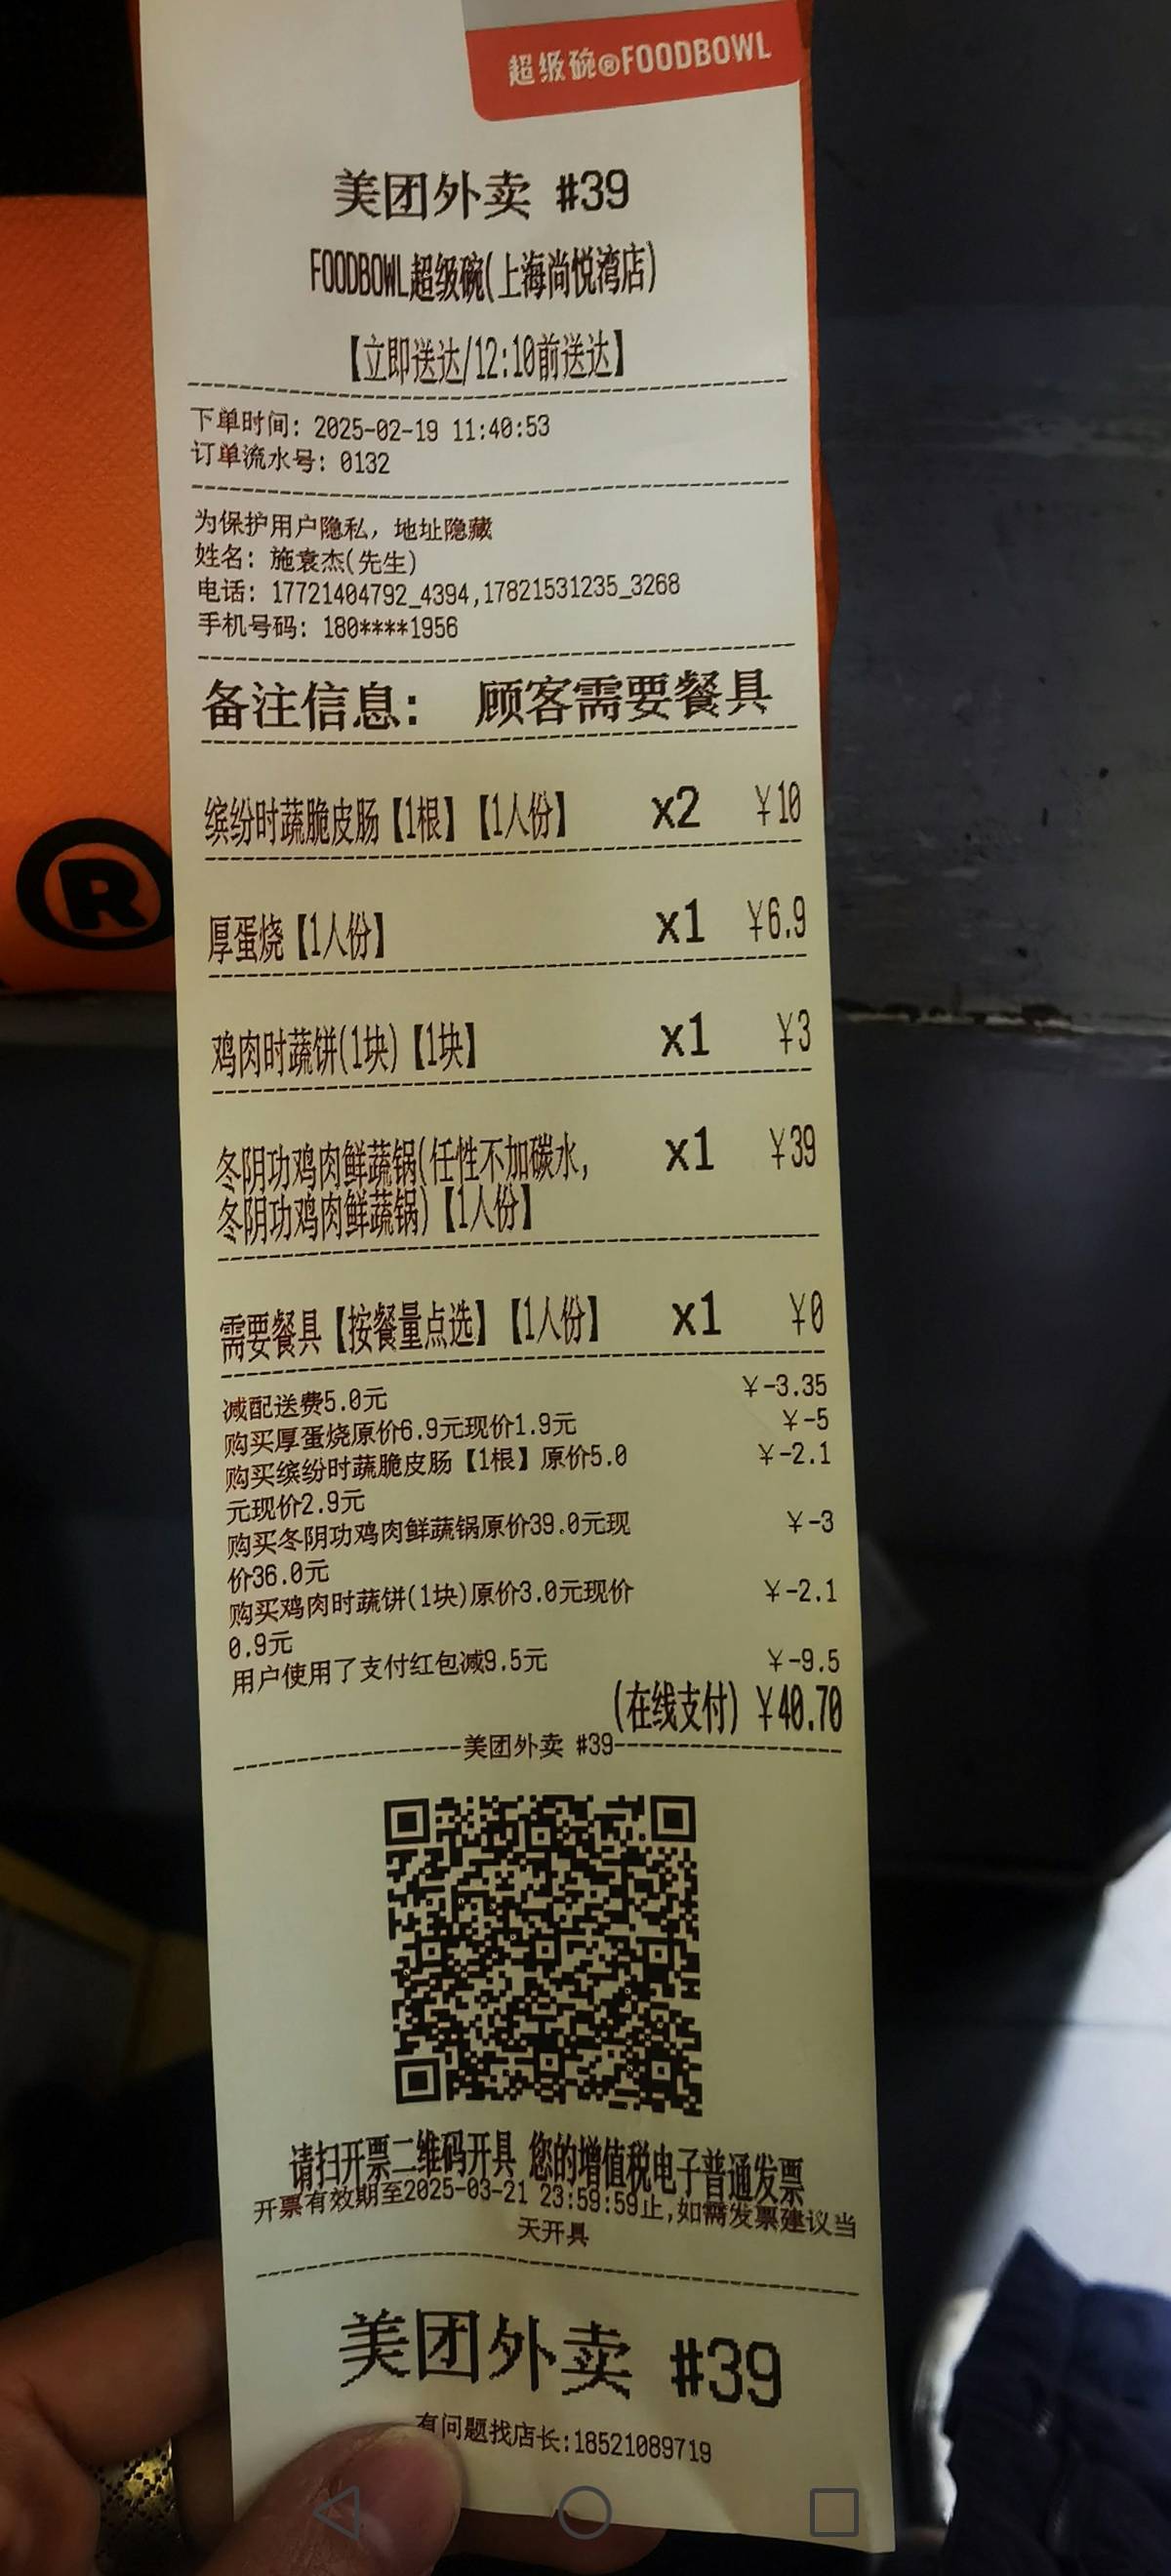 超级碗®FOODBOWL
美团外卖 #39
FOODBOWL超级碗(上海尚悦湾店)
【立即送达/12:10前送达】
下单时间: 2025-02-19 11:40:53
订单流水号: 0132
为保护用户隐私, 地址隐藏
姓名: 施袁杰(先生)
电话: 17721404792_4394,17821531235_3268
手机号码: 180****1956
备注信息: 顾客需要餐具
缤纷时蔬脆皮肠【1根】【1人份】 x2 ¥10
厚蛋烧【1人份】 x1 ¥6.9
鸡肉时蔬饼(1块)【1块】 x1 ¥3
冬阴功鸡肉鲜蔬锅(任性不加碳水, x1 ¥39
冬阴功鸡肉鲜蔬锅)【1人份】
需要餐具【按餐量点选】【1人份】 x1 ¥0
减配送费5.0元 ¥-3.35
购买厚蛋烧原价6.9元现价1.9元 ¥-5
购买缤纷时蔬脆皮肠【1根】原价5.0 ¥-2.1
元现价2.9元
购买冬阴功鸡肉鲜蔬锅原价39.0元现 ¥-3
价36.0元
购买鸡肉时蔬饼(1块)原价3.0元现价 ¥-2.1
0.9元
用户使用了支付红包减9.5元 ¥-9.5
(在线支付) ¥40.70
美团外卖 #39
请扫开票二维码开具 您的增值税电子普通发票
开票有效期至2025-03-21 23:59:59止,如需发票建议当
天开具
美团外卖 #39
有问题找店长:18521089719
®